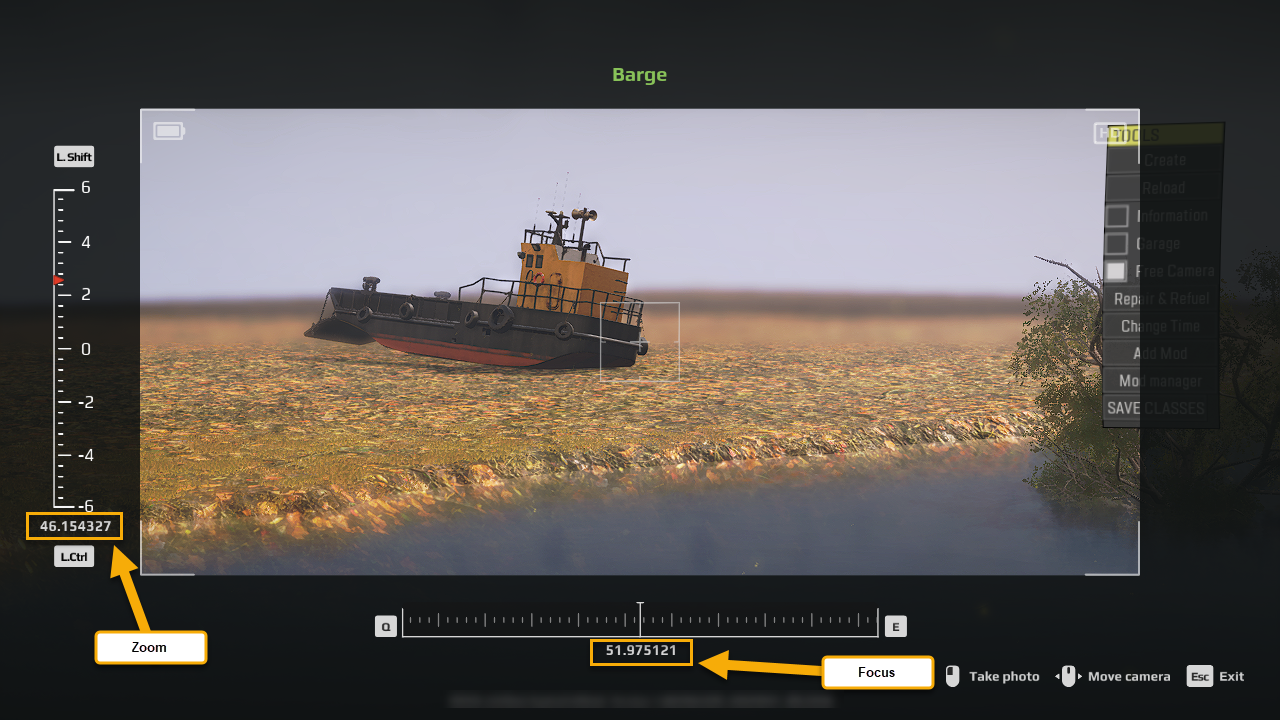 Barge
HD
TOOLS
Create
Reload
Information
Garage
Free Camera
Repair & Refuel
Change Time
Add Mod
Mod manager
SAVE CLASSES
L. Shift
6
4
2
0
-2
-4
-6
46.154327
L.Ctrl
Zoom
Q
E
51.975121
Focus
Take photo
Move camera
Esc
Exit